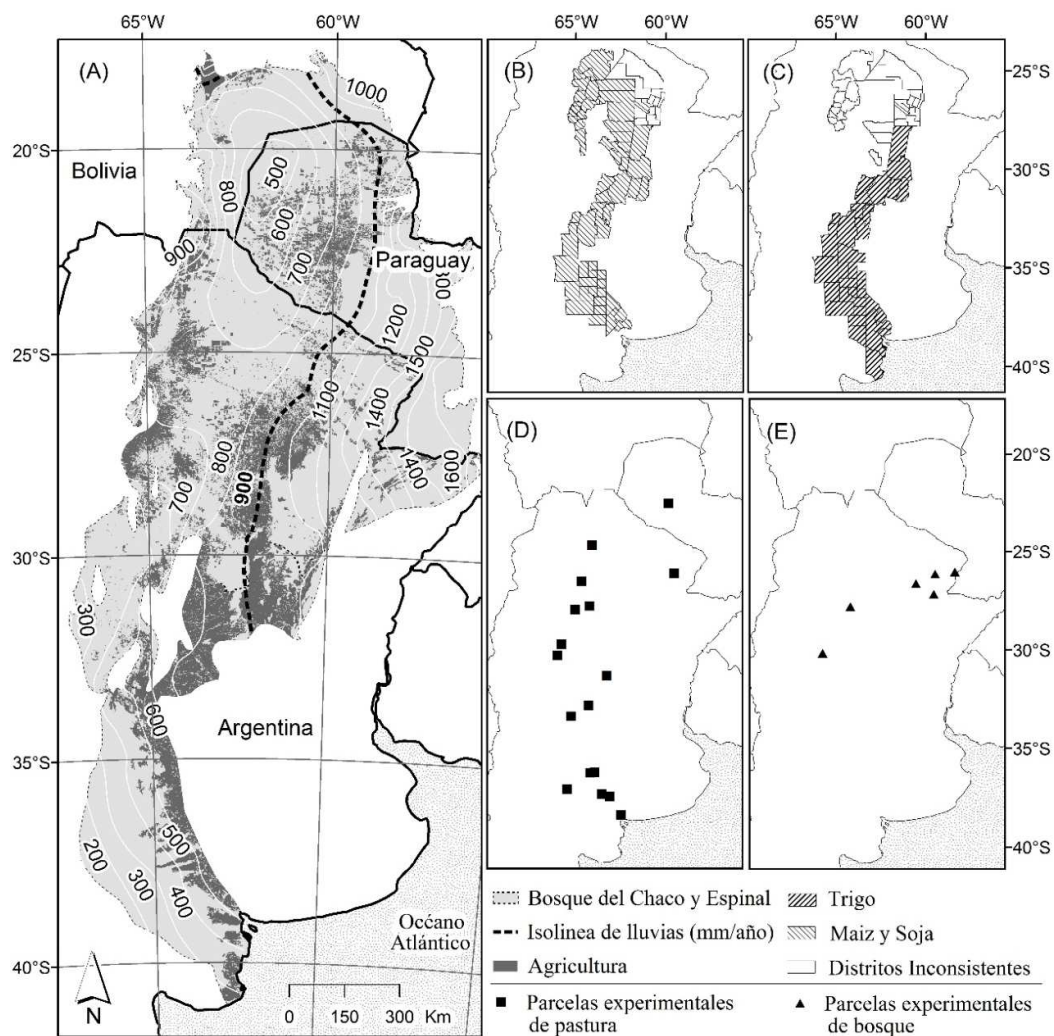 65°W 60°W
65°W 60°W
65°W 60°W
(A)
1000
20°S
Bolivia
500
800
600
900
700
Paraguay
1200
1500
25°S
1100
1400
800
900
700
1400
1600
30°S
300
600
Argentina
35°S
500
200
300
400
Océano
Atlántico
40°S
N
0 150 300 Km
(B)
(C)
25°S
30°S
35°S
40°S
(D)
(E)
20°S
25°S
30°S
35°S
40°S
Bosque del Chaco y Espinal
Trigo
Isolinea de lluvias (mm/año)
Maiz y Soja
Agricultura
Distritos Inconsistentes
Parcelas experimentales
de pastura
Parcelas experimentales
de bosque